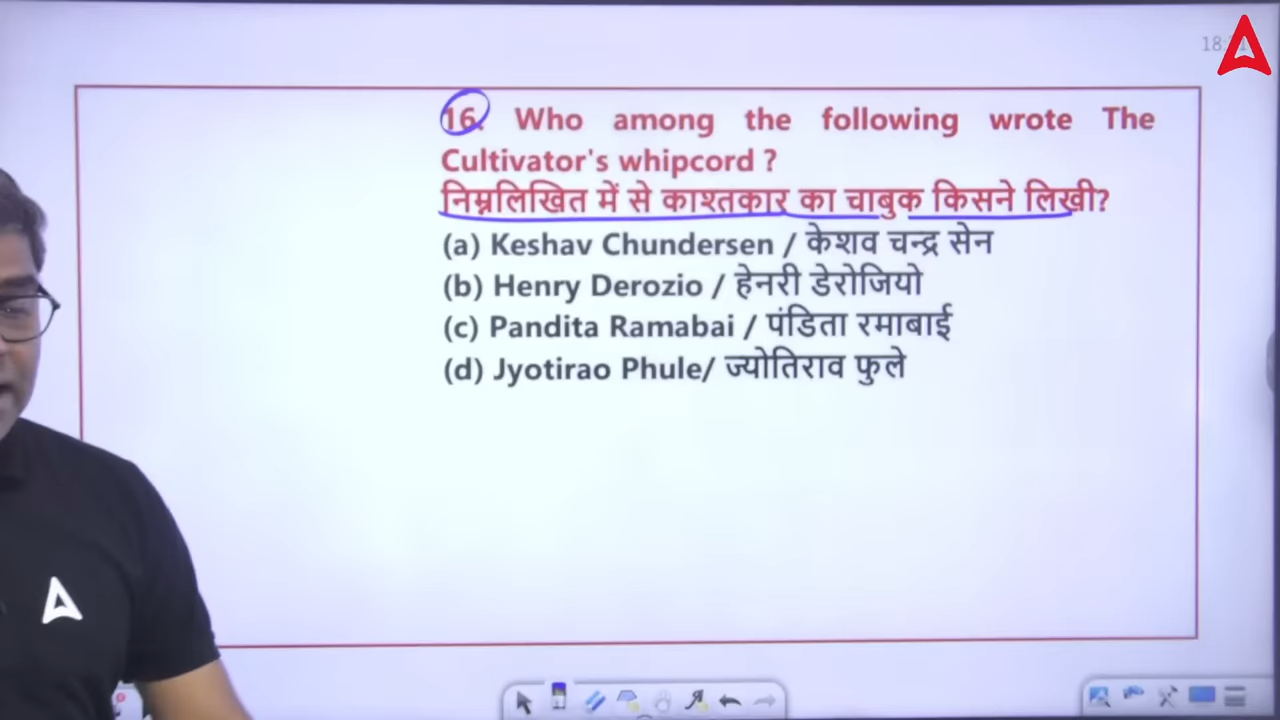 16. Who among the following wrote The
Cultivator's whipcord ?
निम्नलिखित में से काश्तकार का चाबुक किसने लिखी?
(a) Keshav Chundersen / केशव चन्द्र सेन
(b) Henry Derozio / हेनरी डेरोजियो
(c) Pandita Ramabai / पंडिता रमाबाई
(d) Jyotirao Phule/ ज्योतिराव फुले